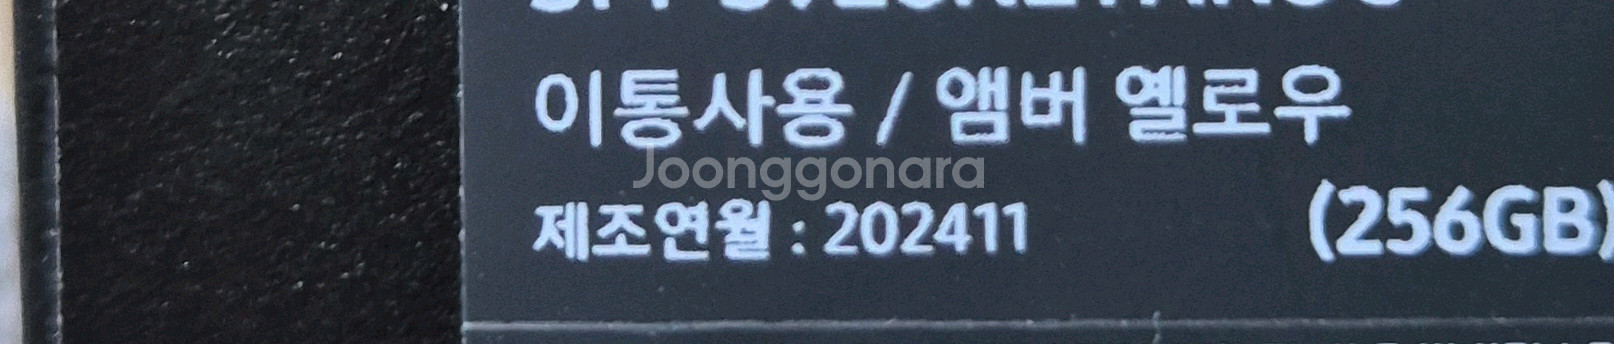 이통사용 / 앰버 옐로우
Joonggonara
제조연월 : 202411 (256GB)